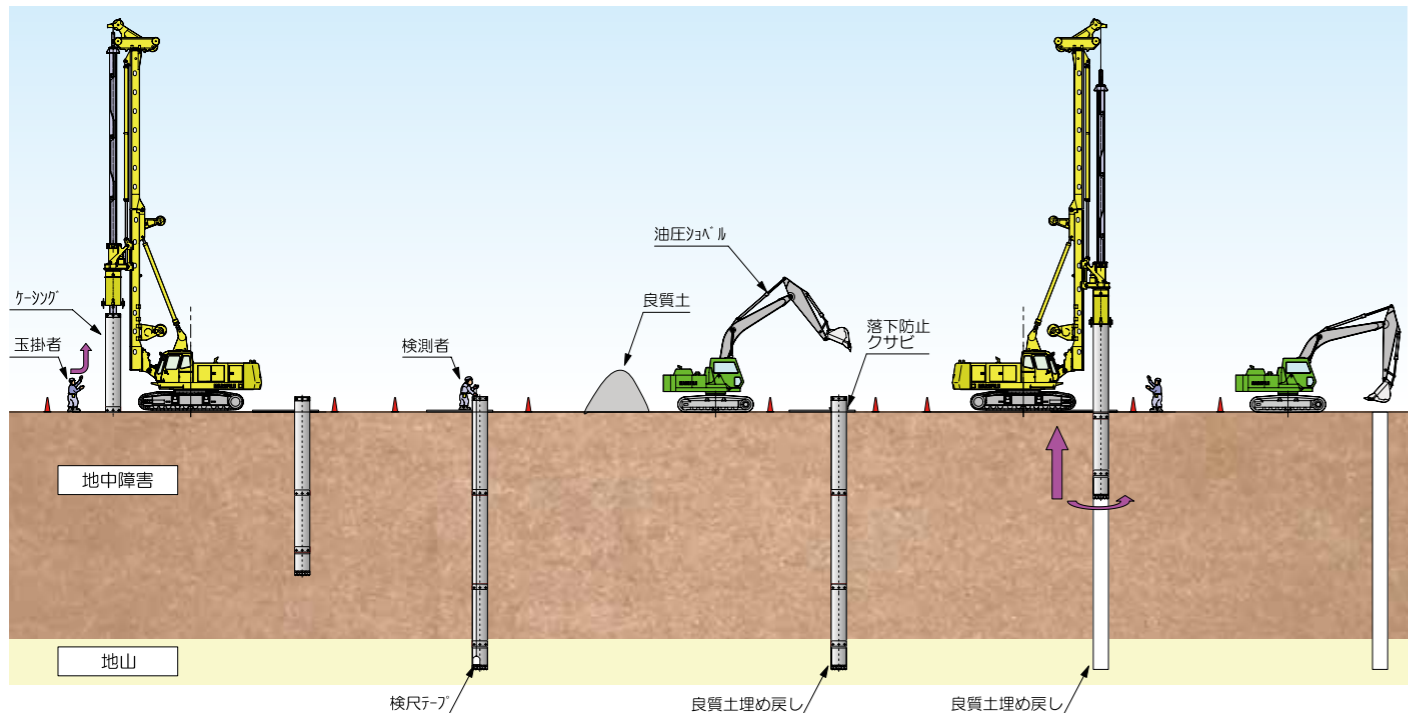 油圧ｼｮﾍﾞﾙ
ｹｰｼﾝｸﾞ
良質土
落下防止
クサビ
玉掛者
検測者
地中障害
地山
検尺ﾃｰﾌﾟ
良質土埋め戻し
良質土埋め戻し